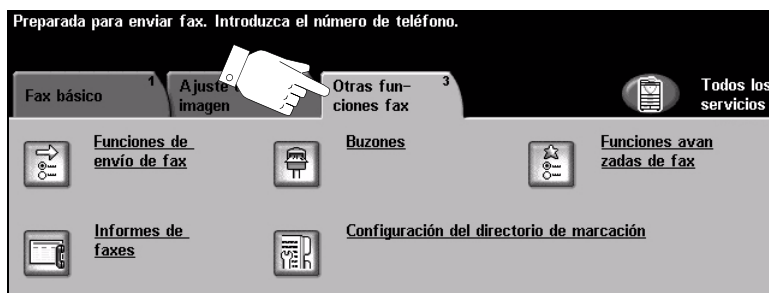 Preparada para enviar fax. Introduzca el número de teléfono.
Fax básico
1
Ajuste
imagen
Otras fun-
ciones fax
3
Todos los
servicios
Funciones de
envío de fax
Buzones
Funciones avan
zadas de fax
Informes de
faxes
Configuración del directorio de marcación